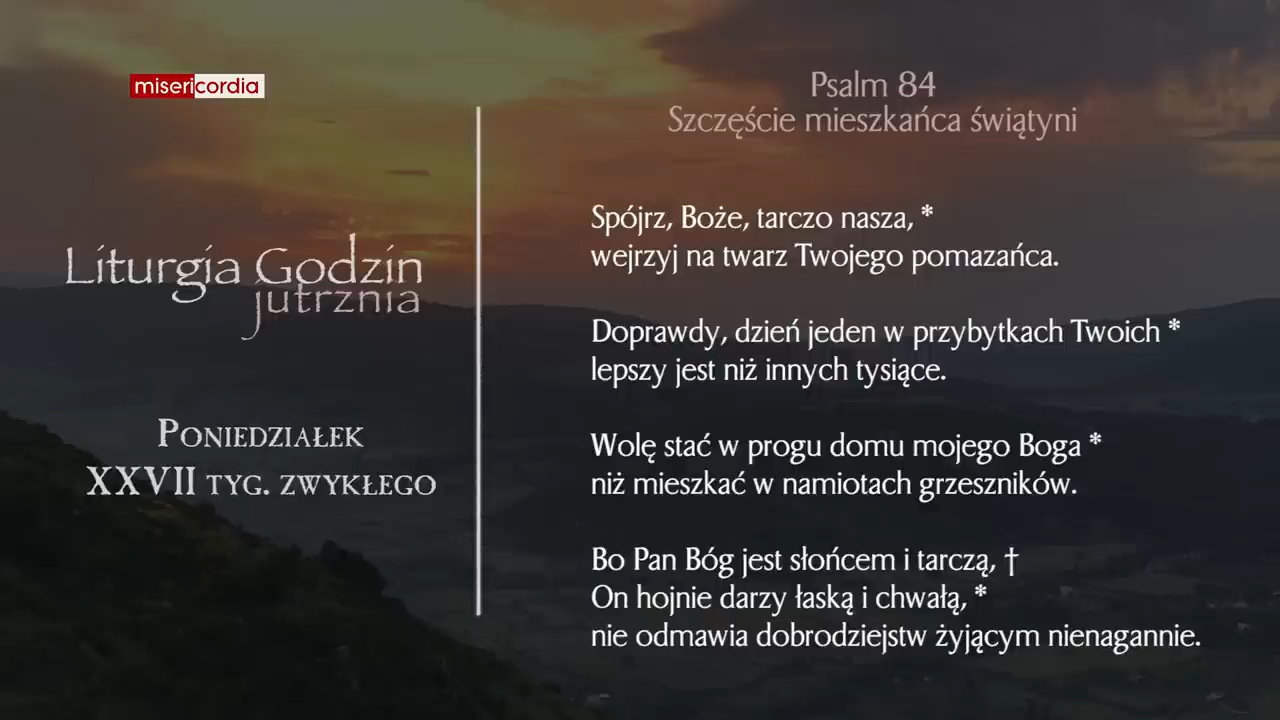 misericordia
Liturgia Godzin
jutrznia
Poniedziałek
XXVII tyg. zwykłego
Psalm 84
Szczęście mieszkańca świątyni
Spójrz, Boże, tarczo nasza, *
wejrzyj na twarz Twojego pomazańca.
Doprawdy, dzień jeden w przybytkach Twoich *
lepszy jest niż innych tysiące.
Wolę stać w progu domu mojego Boga *
niż mieszkać w namiotach grzeszników.
Bo Pan Bóg jest słońcem i tarczą, †
On hojnie darzy łaską i chwałą, *
nie odmawia dobrodziejstw żyjącym nienagannie.